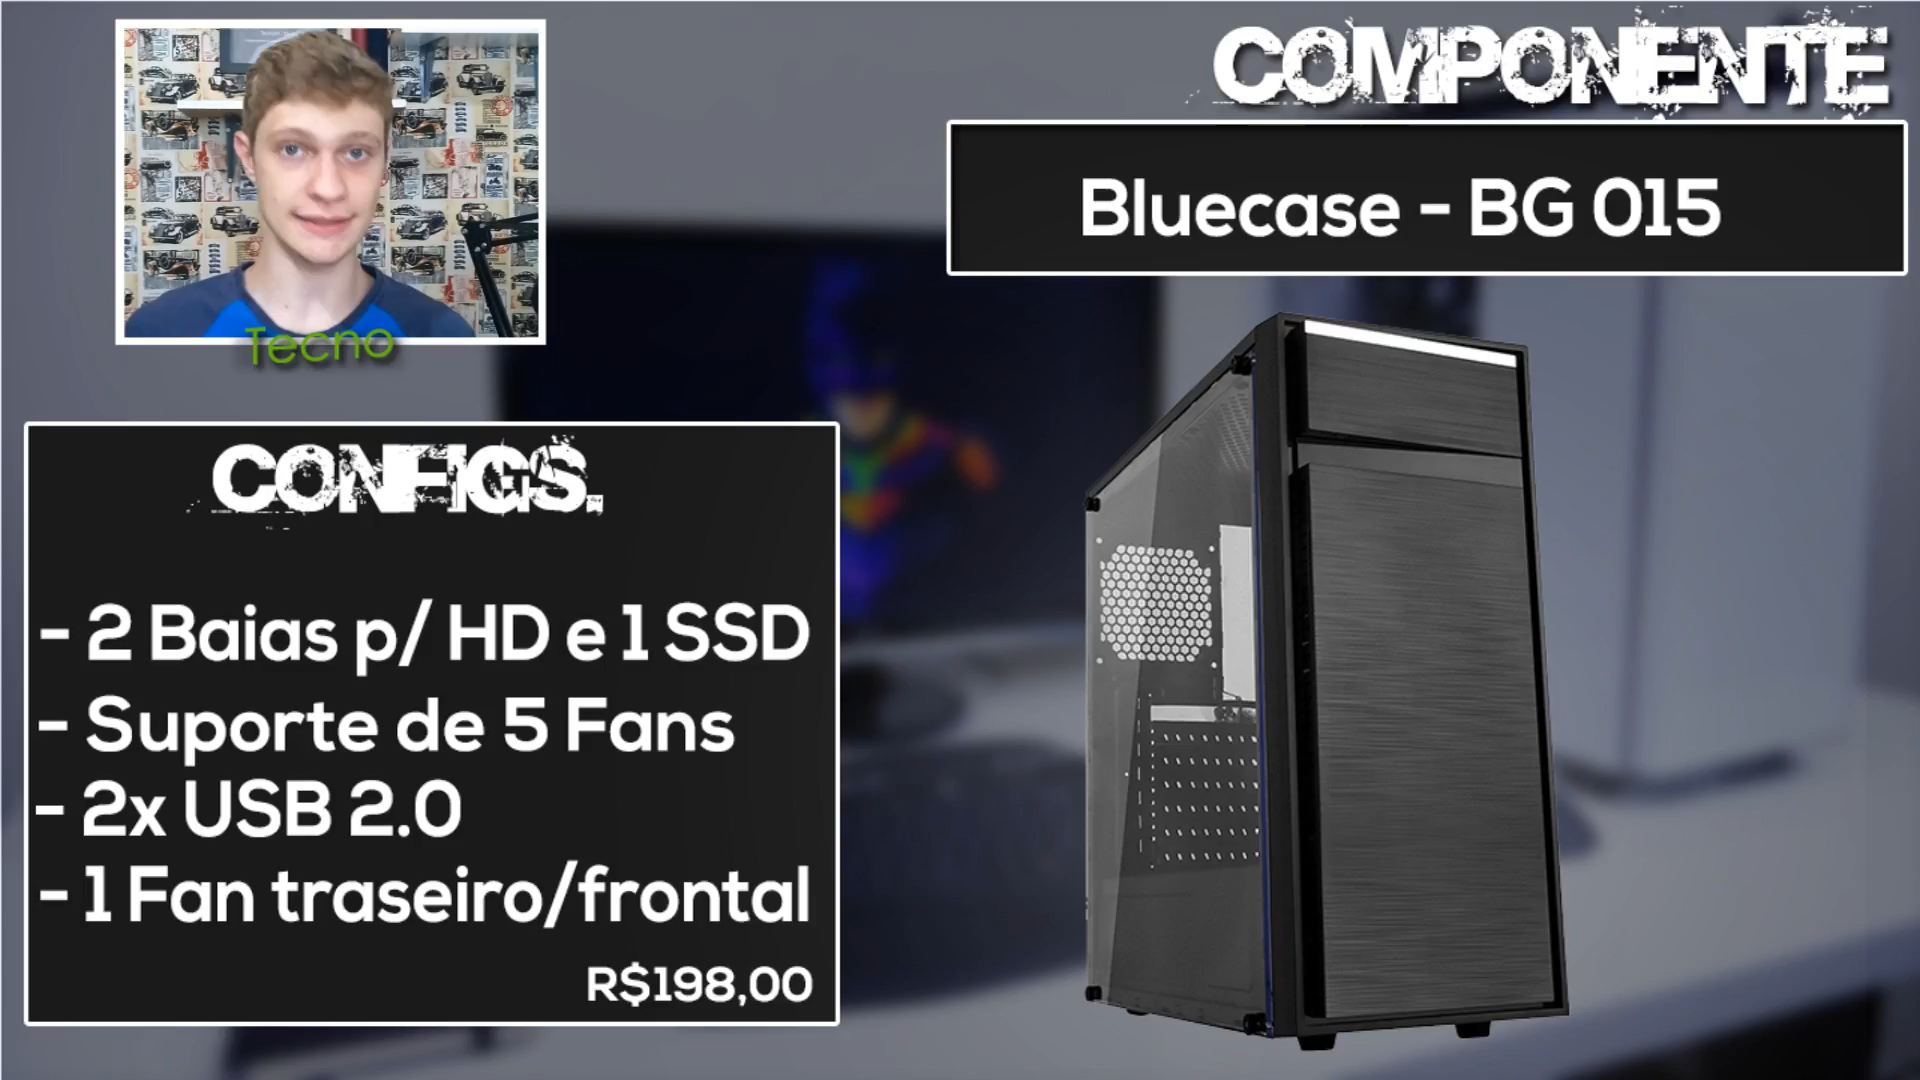 COMPONENTE
Bluecase - BG 015
Tecno
CONFIGS.
- 2 Baias p/ HD e 1 SSD
- Suporte de 5 Fans
- 2x USB 2.0
- 1 Fan traseiro/frontal
R$198,00